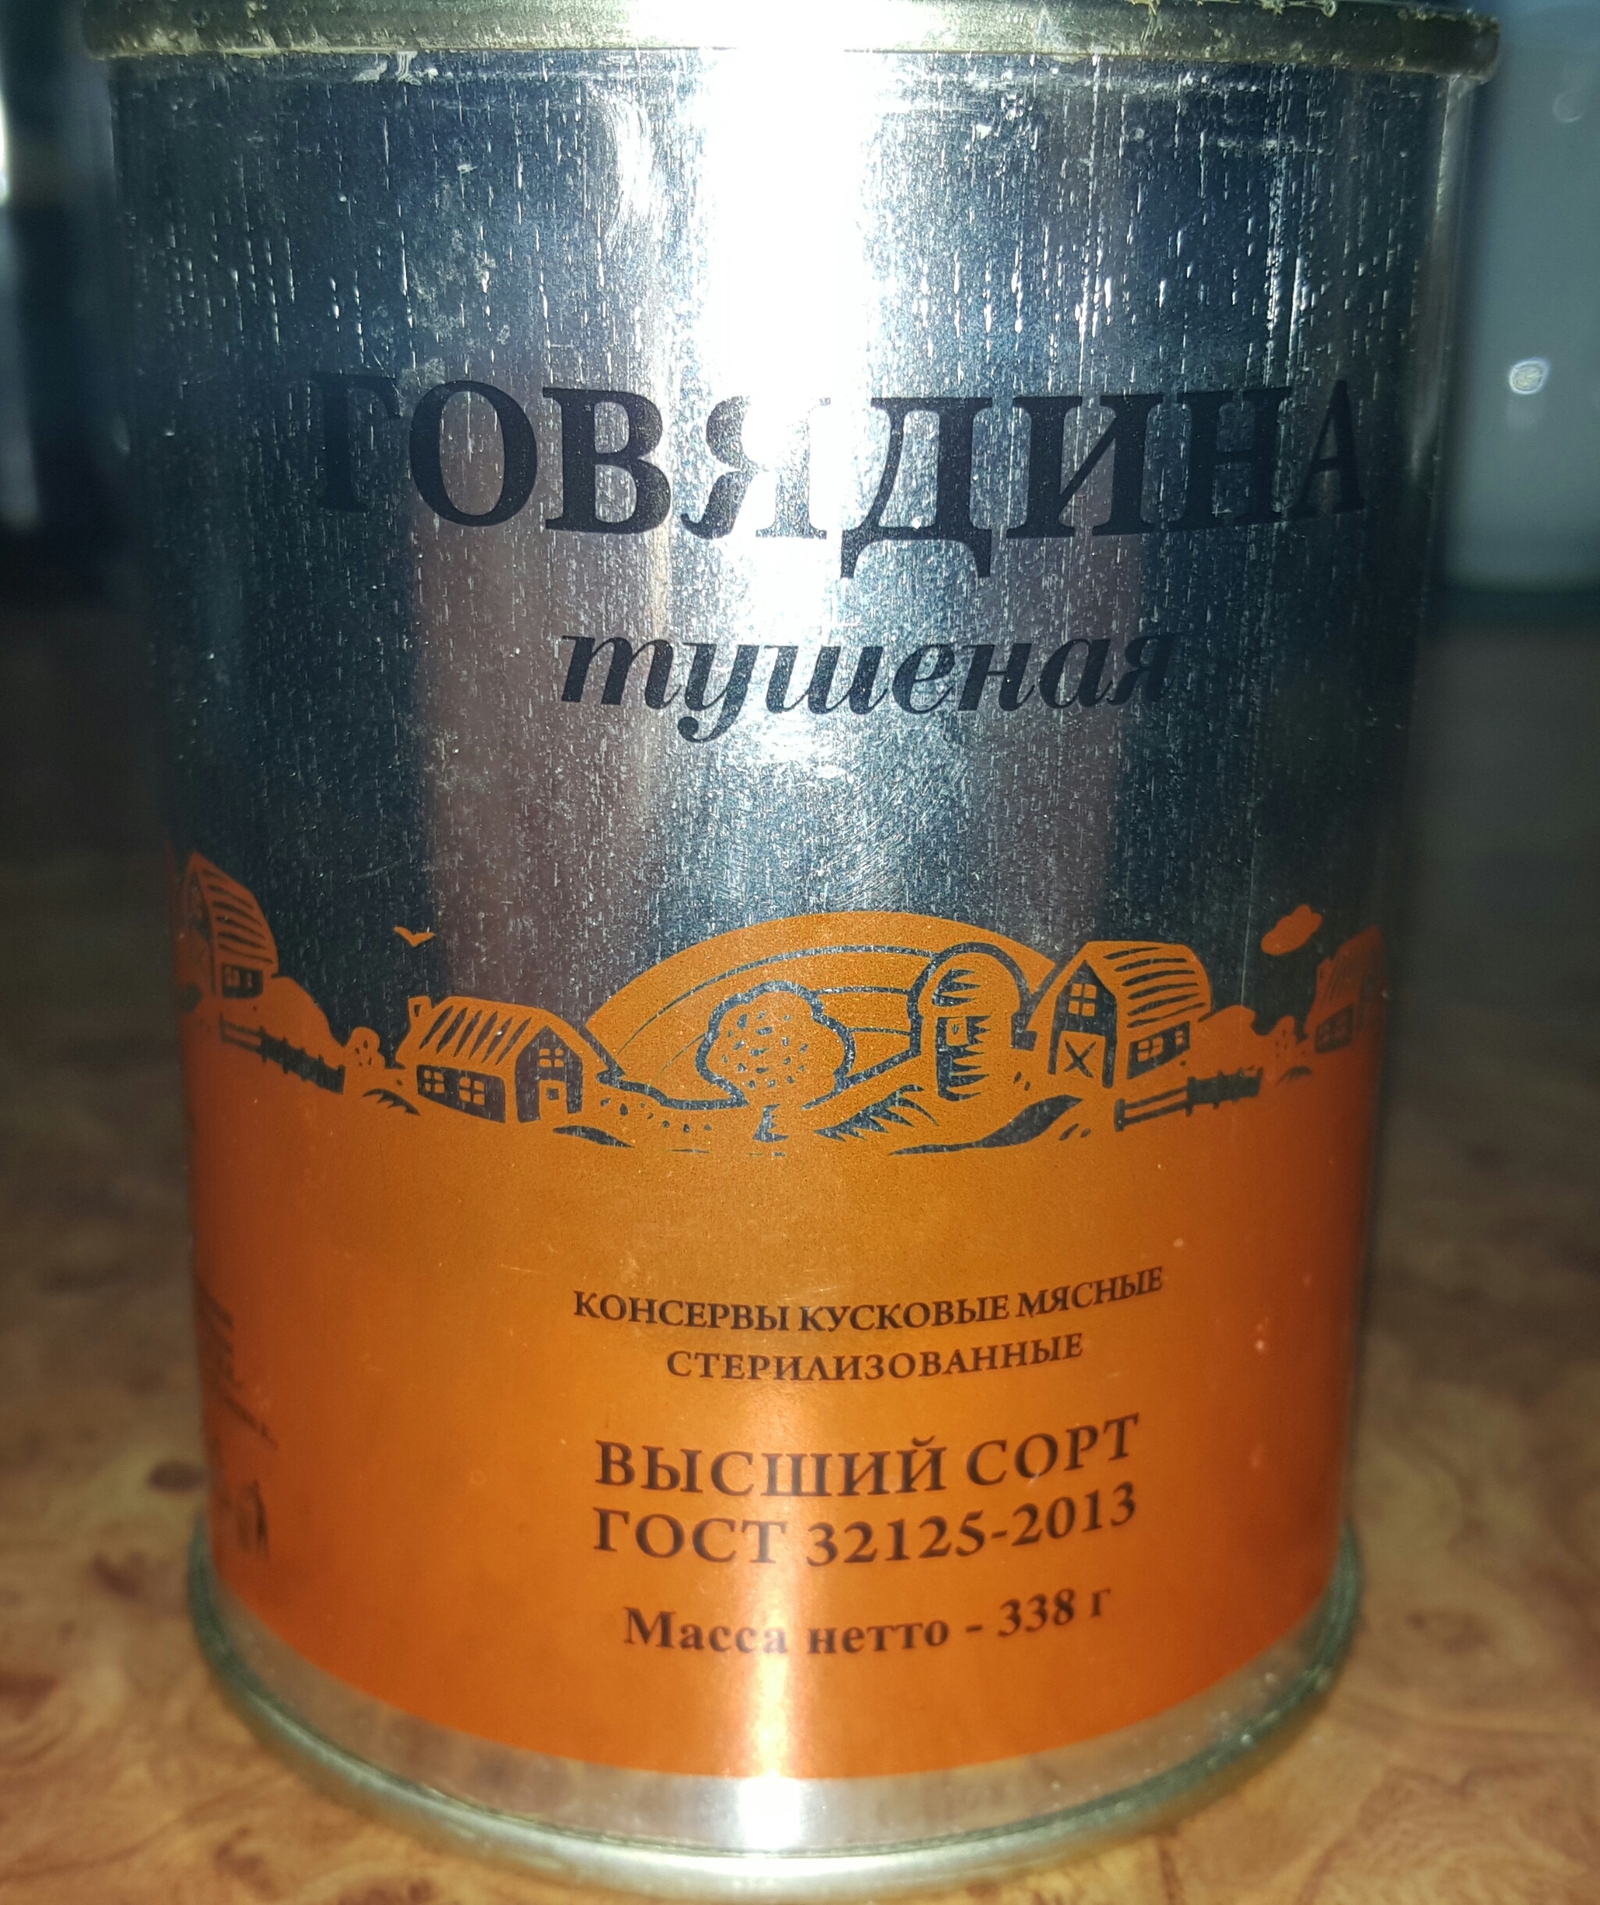 ГОВЯДИНА
тушеная
КОНСЕРВЫ КУСКОВЫЕ МЯСНЫЕ
СТЕРИЛИЗОВАННЫЕ
ВЫСШИЙ СОРТ
ГОСТ 32125-2013
Масса нетто - 338 г